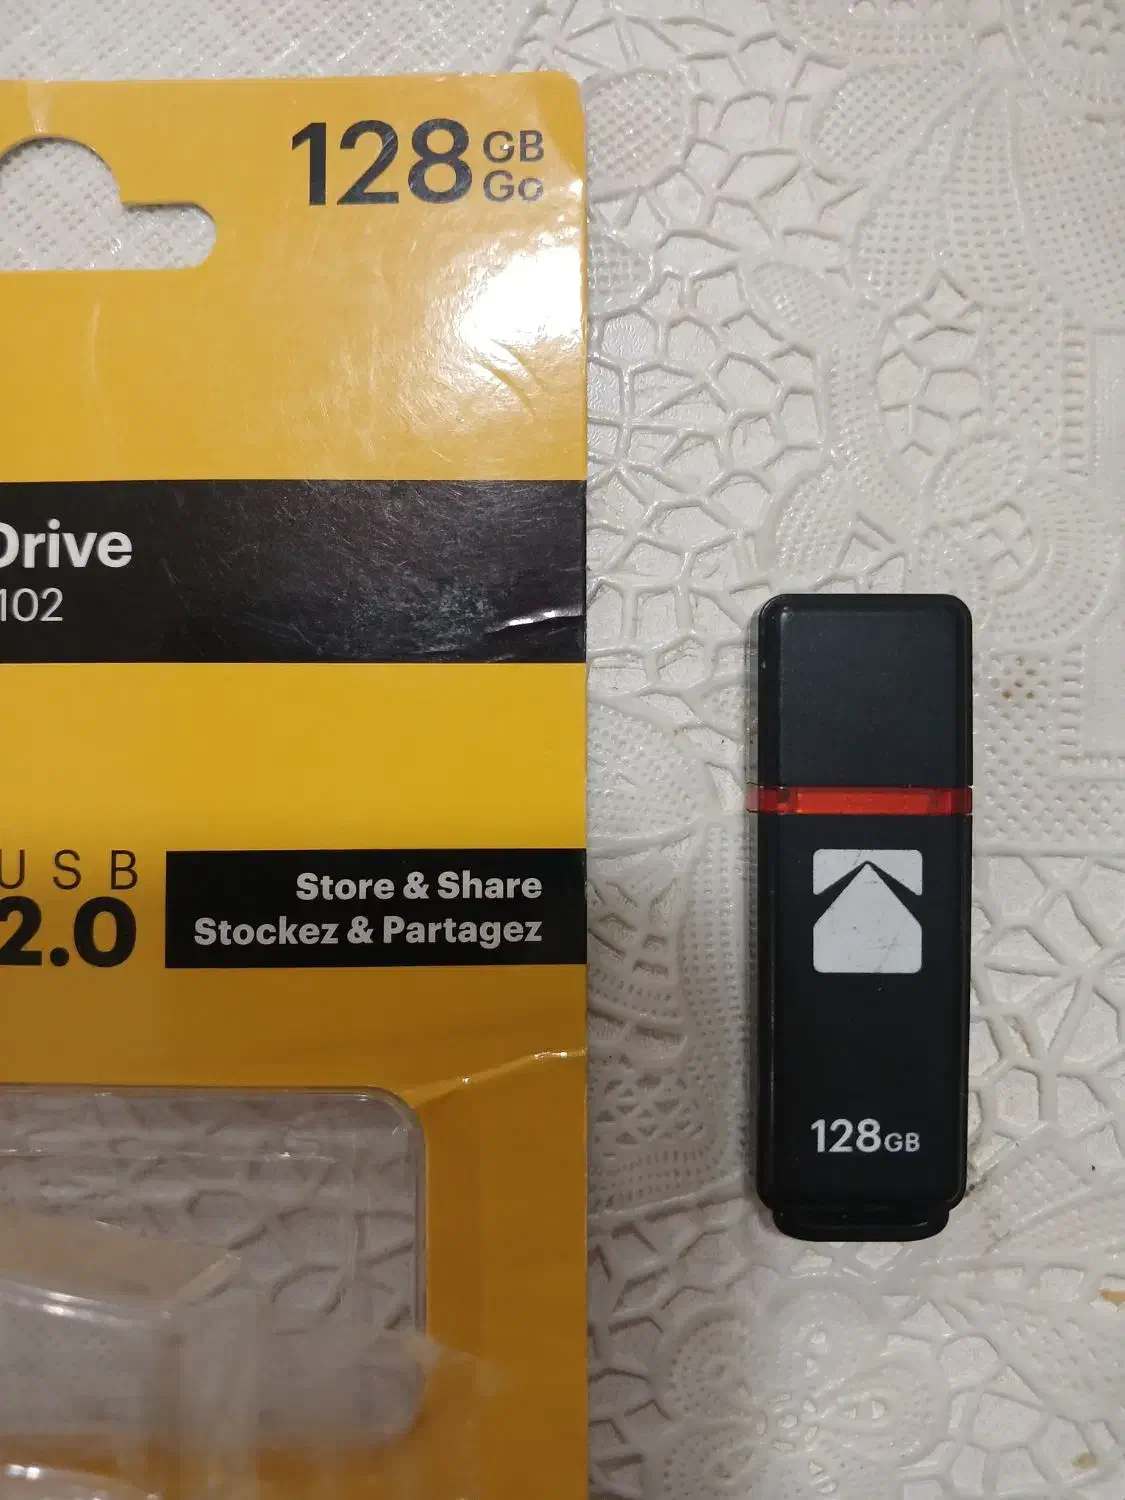 128 GB
Go
Drive
102
USB
2.0
Store & Share
Stockez & Partagez
128GB